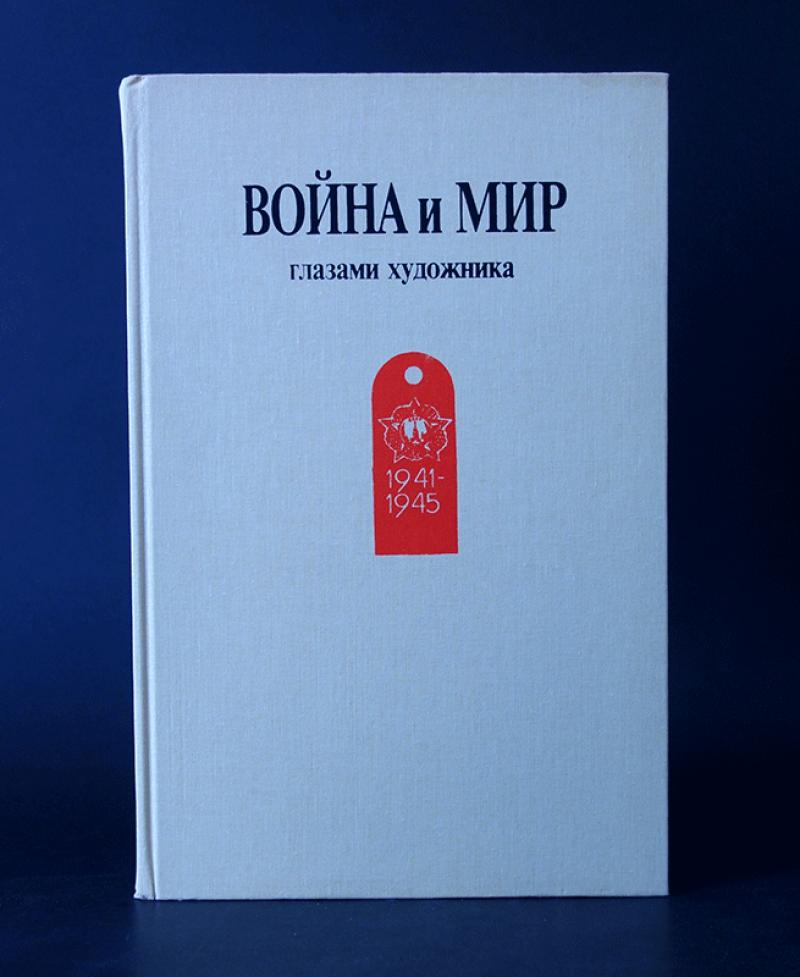 ВОЙНА и МИР
глазами художника
1941-
1945